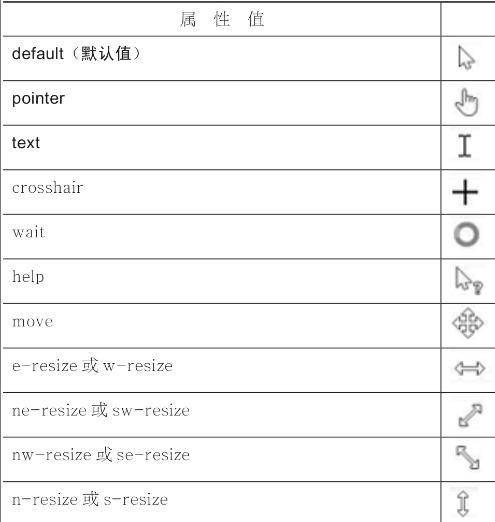 属 性 值
default（默认值）
pointer
text
crosshair
wait
help
move
e-resize 或 w-resize
ne-resize 或 sw-resize
nw-resize 或 se-resize
n-resize 或 s-resize